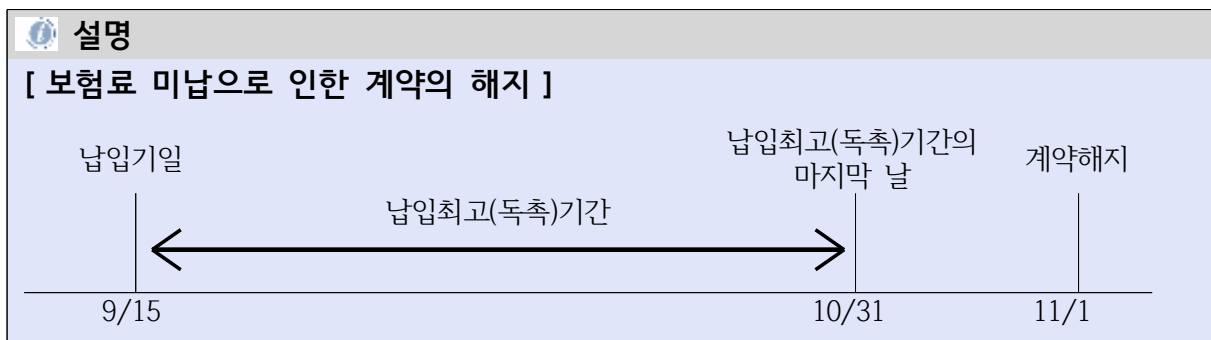 설명
[ 보험료 미납으로 인한 계약의 해지 ]
납입기일
납입최고(독촉)기간의
마지막 날
계약해지
납입최고(독촉)기간
9/15
10/31
11/1